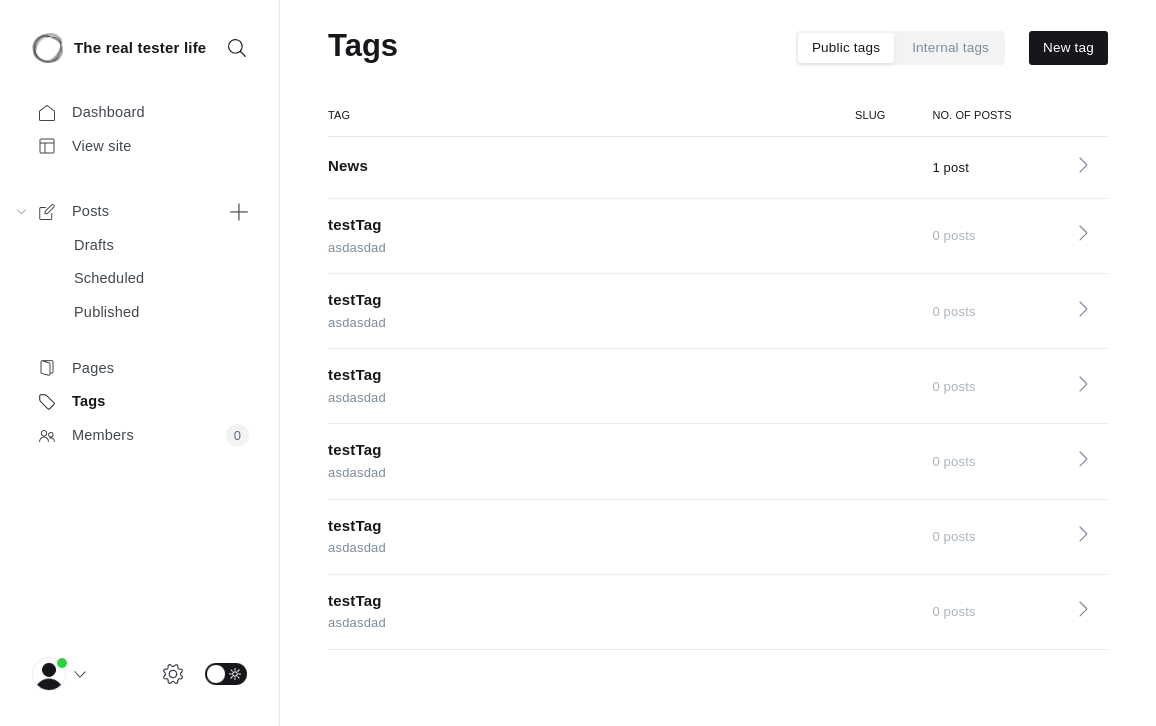 The real tester life
Dashboard
View site
Posts
Drafts
Scheduled
Published
Pages
Tags
Members 0
Tags
Public tags Internal tags New tag
TAG SLUG NO. OF POSTS
News 1 post
testTag
asdasdad 0 posts
testTag
asdasdad 0 posts
testTag
asdasdad 0 posts
testTag
asdasdad 0 posts
testTag
asdasdad 0 posts
testTag
asdasdad 0 posts